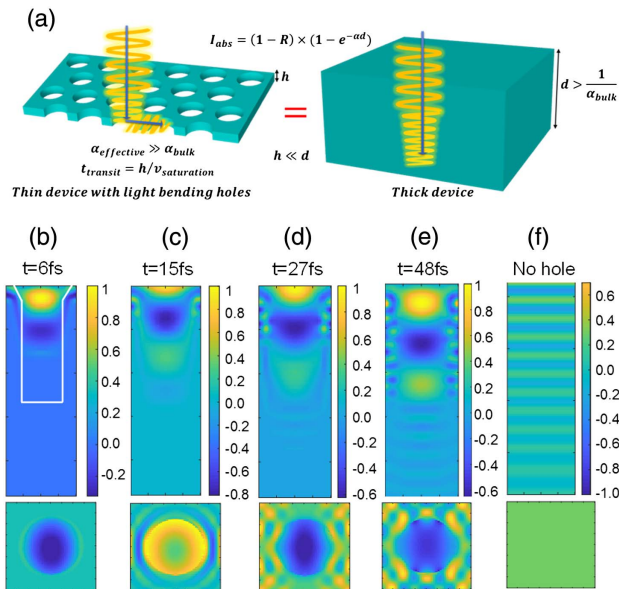 (a)
I_abs = (1 − R) × (1 − e^{−αd})
h
d > 1/α_bulk
=
α_effective ≫ α_bulk
t_transit = h/v_saturation
h ≪ d
Thin device with light bending holes
Thick device
(b) (c) (d) (e) (f)
t=6fs t=15fs t=27fs t=48fs No hole
1 1 1 1 0.6
0.8 0.8 0.8 0.8 0.4
0.6 0.6 0.6 0.6 0.2
0.4 0.4 0.4 0.4 0.0
0.2 0.2 0.2 0.2 -0.2
0.0 0.0 0.0 0.0 -0.4
-0.2 -0.2 -0.2 -0.2 -0.6
-0.4 -0.4 -0.4 -0.8
-0.6 -0.6 -0.6 -1.0
-0.8